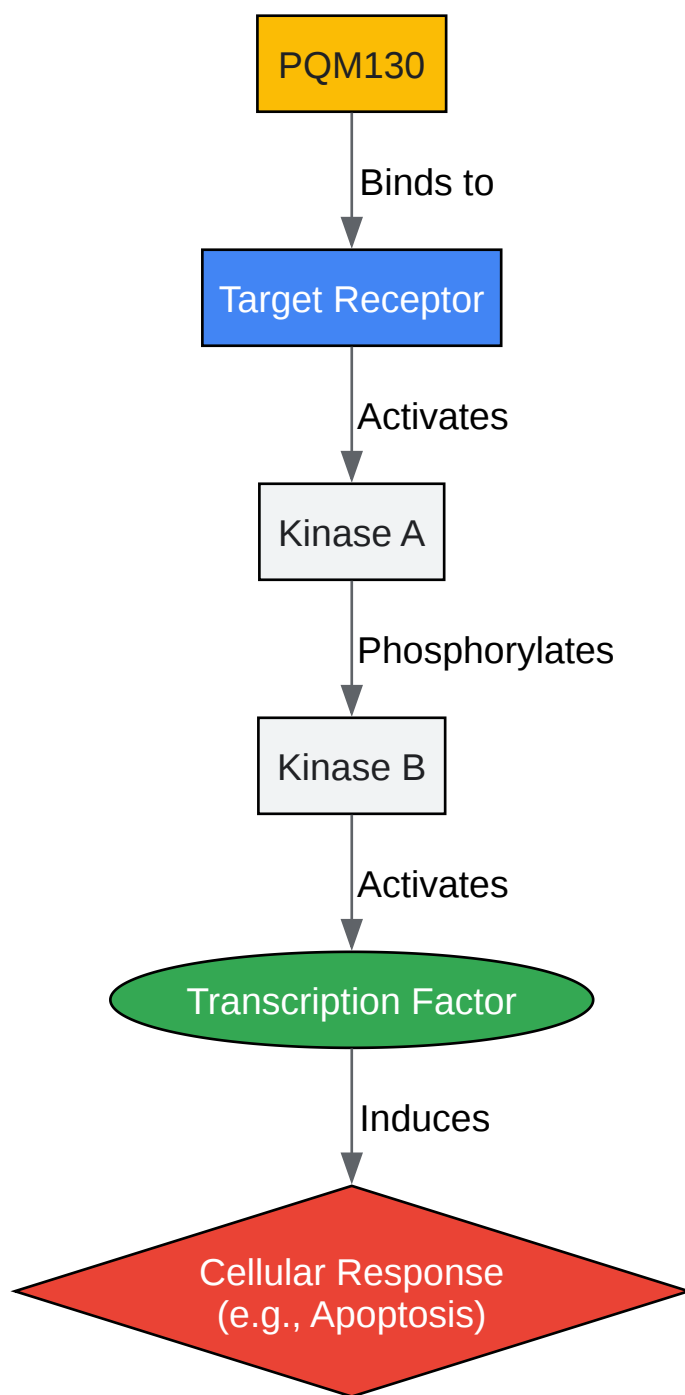 PQM130
Binds to
Target Receptor
Activates
Kinase A
Phosphorylates
Kinase B
Activates
Transcription Factor
Induces
Cellular Response
(e.g., Apoptosis)